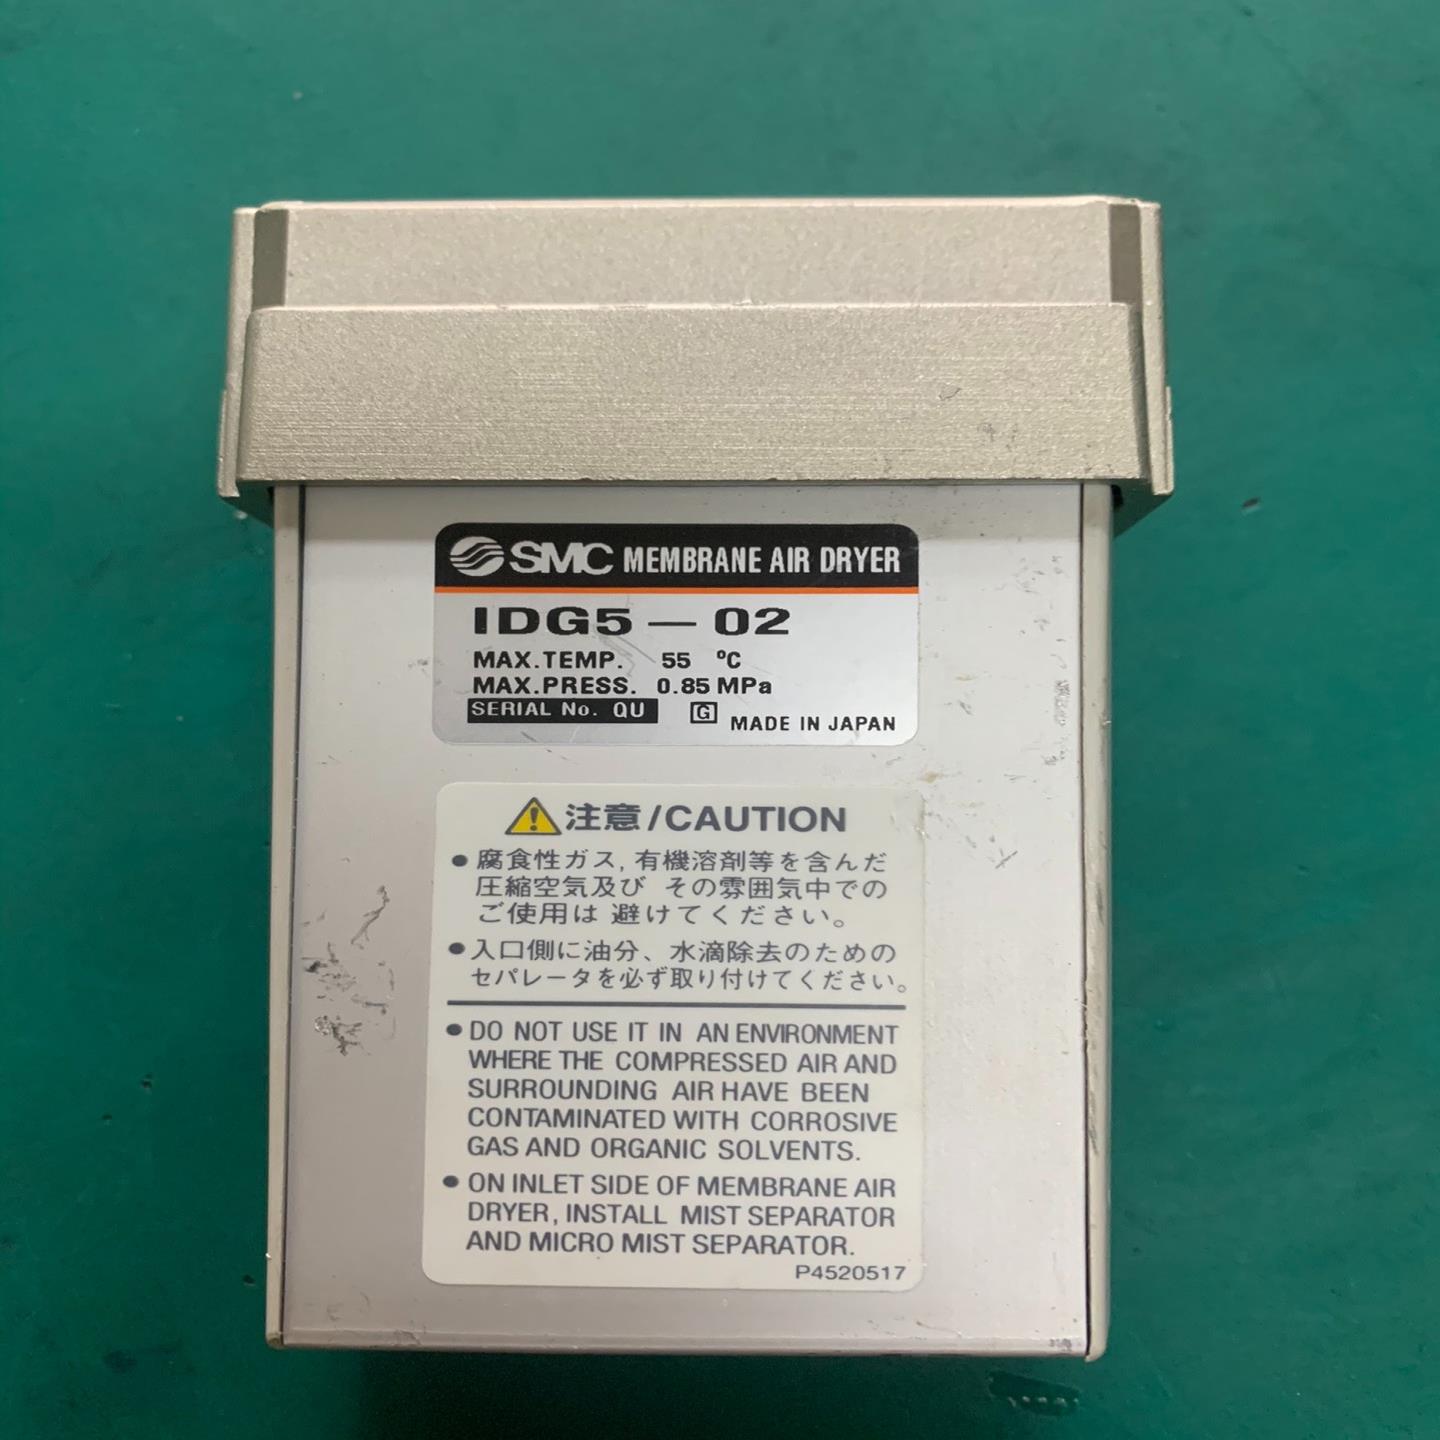 SMC MEMBRANE AIR DRYER
IDG5-02
MAX.TEMP. 55 ℃
MAX.PRESS. 0.85 MPa
SERIAL No. QU G MADE IN JAPAN
注意/CAUTION
● 腐食性ガス,有機溶剤等を含んだ
圧縮空気及び その雰囲気中での
ご使用は 避けてください。
● 入口側に油分、水滴除去のための
セパレータを必ず取り付けてください。
● DO NOT USE IT IN AN ENVIRONMENT
WHERE THE COMPRESSED AIR AND
SURROUNDING AIR HAVE BEEN
CONTAMINATED WITH CORROSIVE
GAS AND ORGANIC SOLVENTS.
● ON INLET SIDE OF MEMBRANE AIR
DRYER, INSTALL MIST SEPARATOR
AND MICRO MIST SEPARATOR.
P4520517